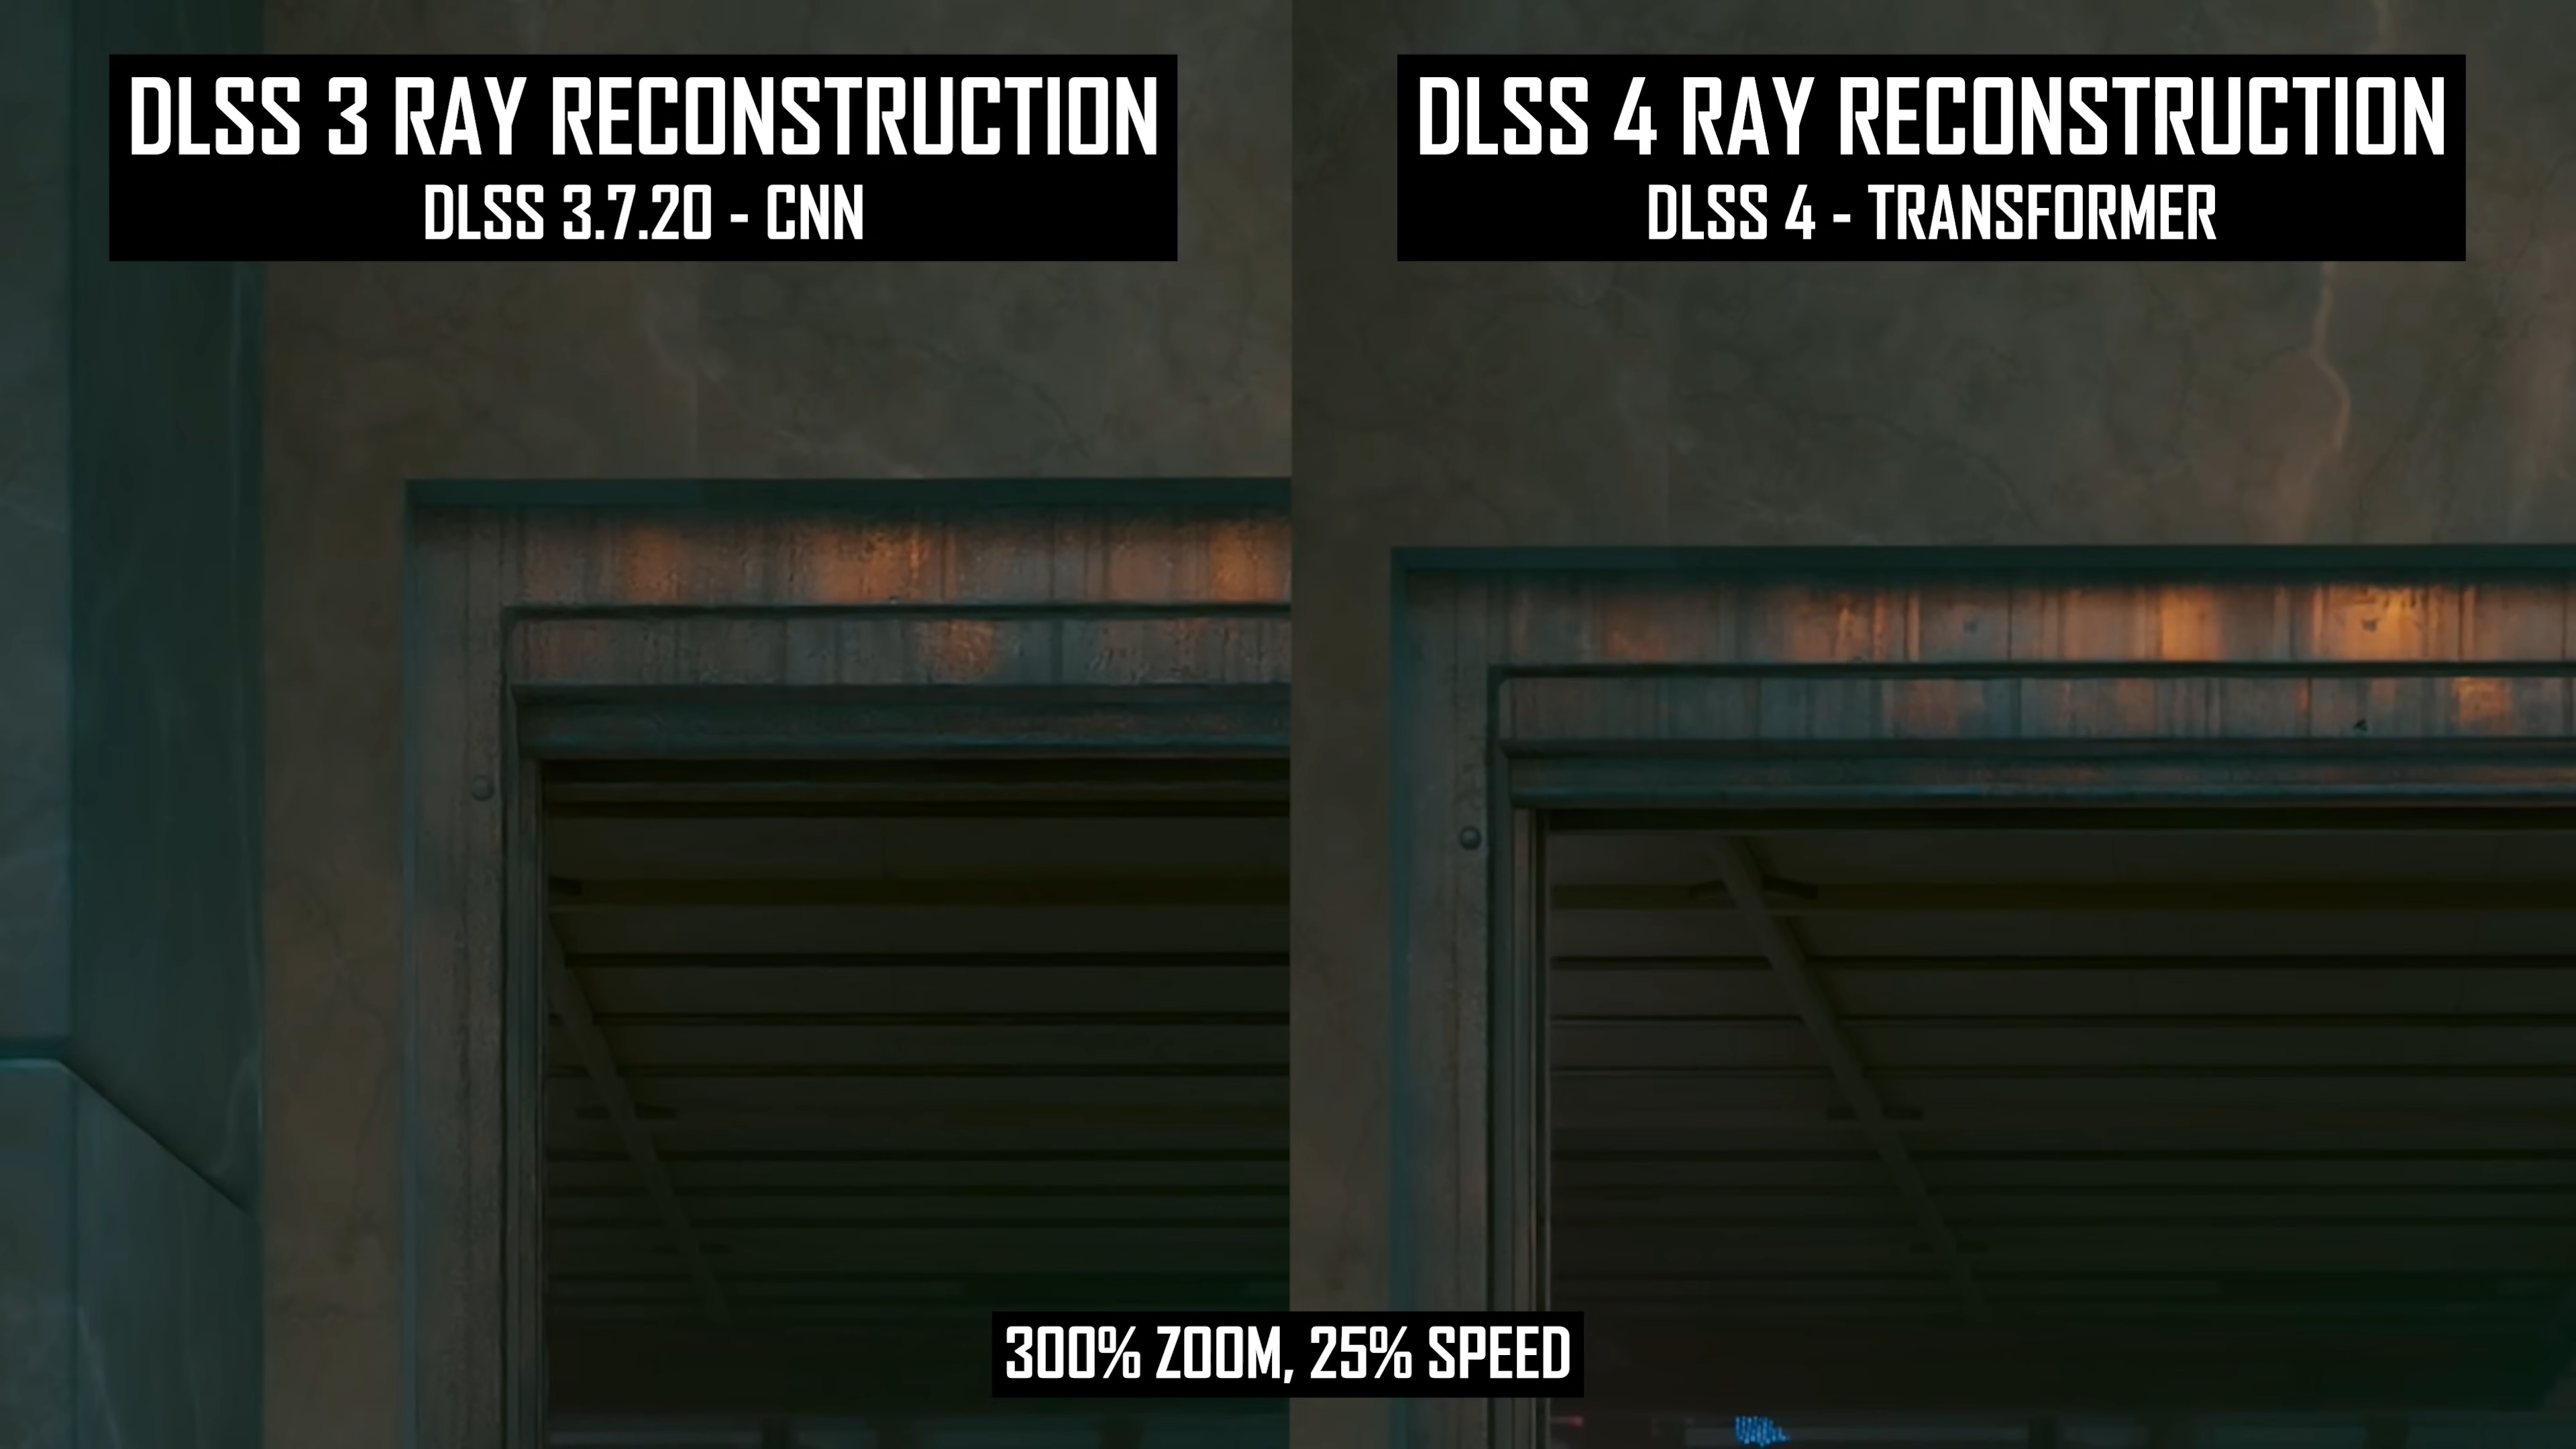 DLSS 3 RAY RECONSTRUCTION
DLSS 3.7.20 - CNN
DLSS 4 RAY RECONSTRUCTION
DLSS 4 - TRANSFORMER
300% ZOOM, 25% SPEED